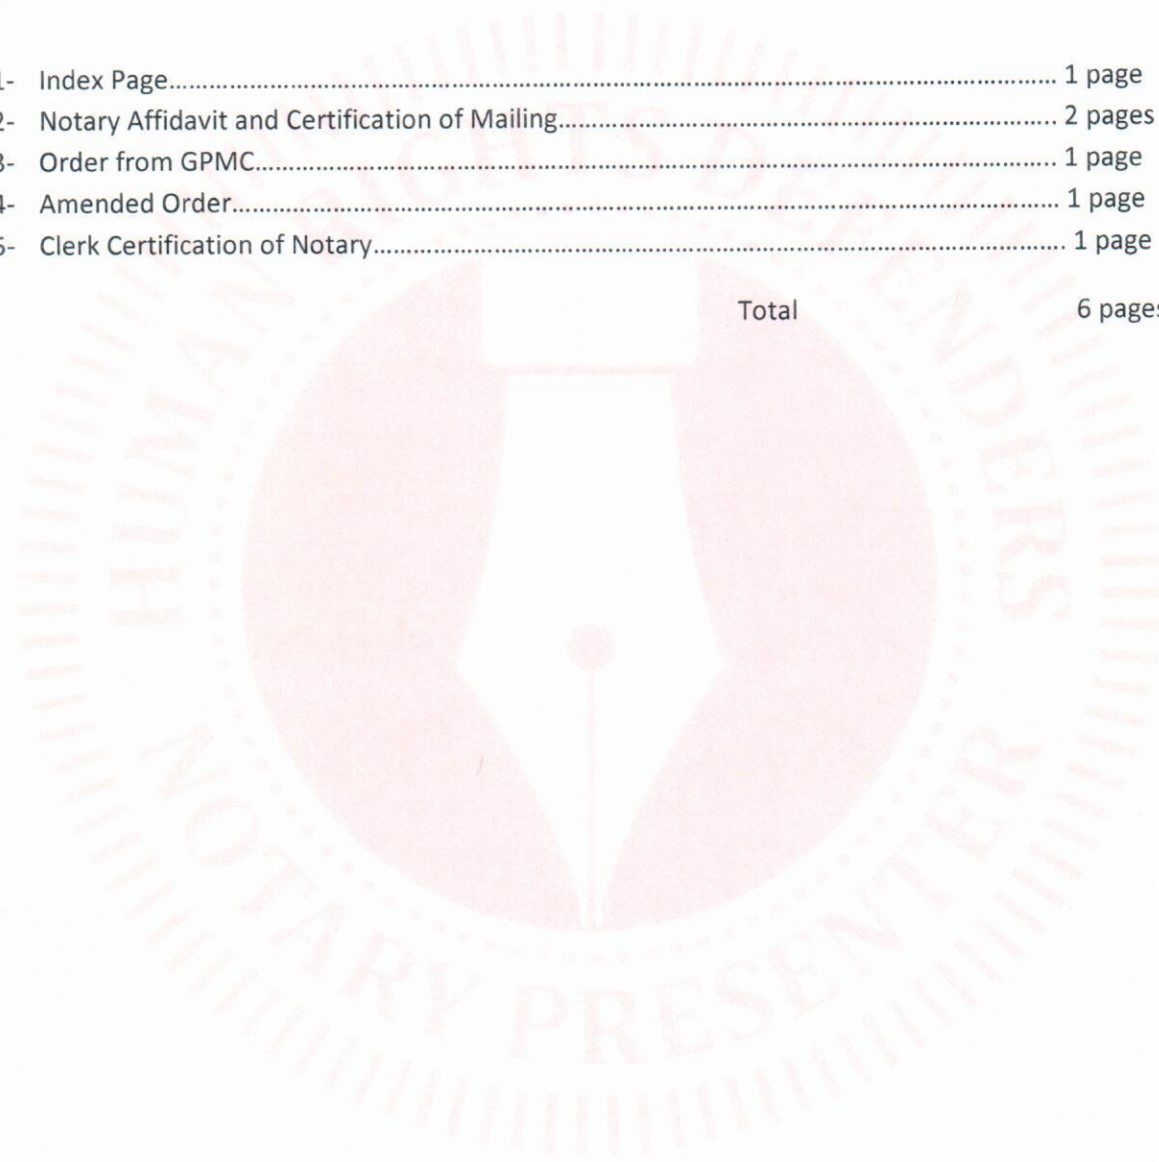 1- Index Page.......................................................................................................................................... 1 page
2- Notary Affidavit and Certification of Mailing........................................................................... 2 pages
3- Order from GPMC........................................................................................................................ 1 page
4- Amended Order............................................................................................................................ 1 page
5- Clerk Certification of Notary........................................................................................................ 1 page
Total 6 pages
HUMAN RIGHTS DEFENDERS
NOTARY PRESENTER